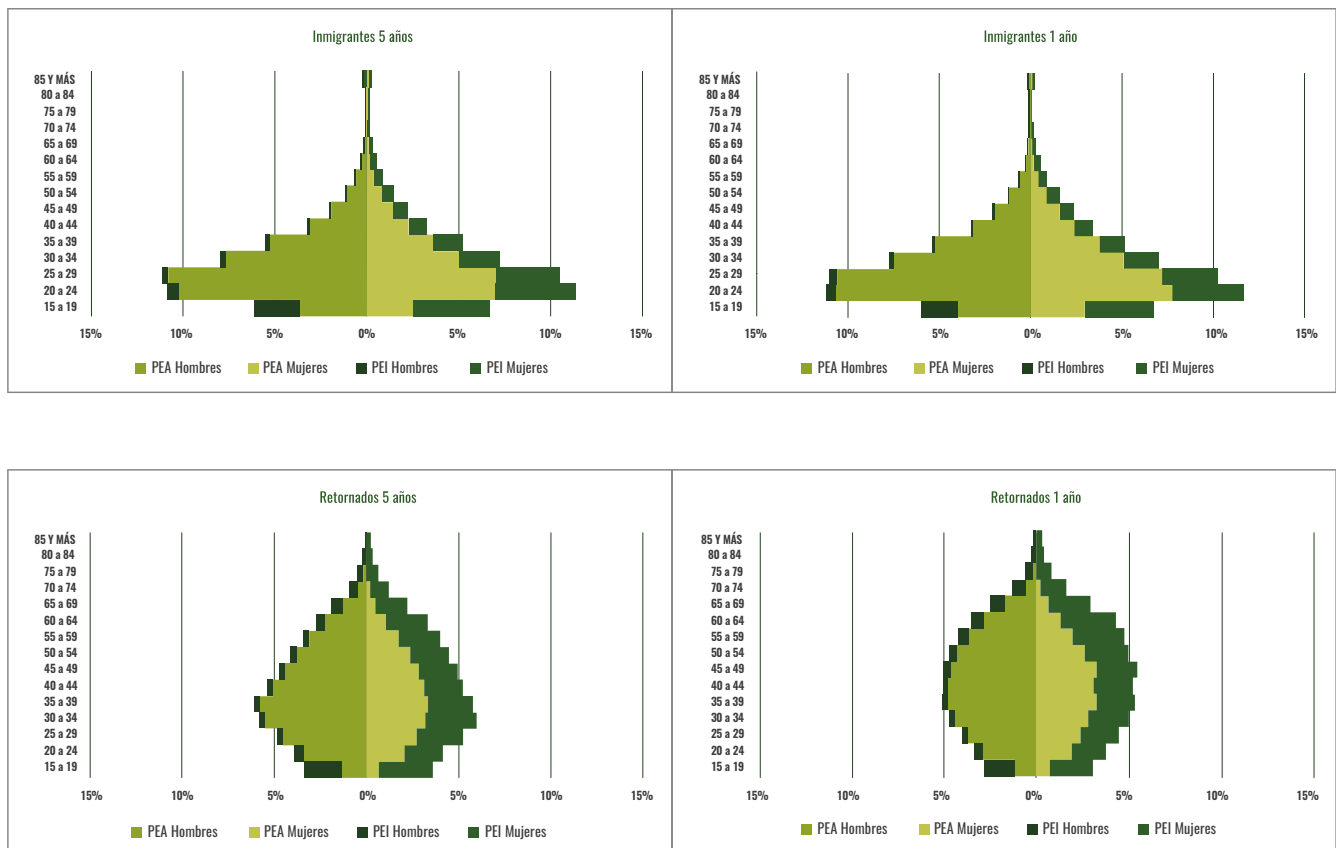 Inmigrantes 5 años
85 Y MÁS
80 a 84
75 a 79
70 a 74
65 a 69
60 a 64
55 a 59
50 a 54
45 a 49
40 a 44
35 a 39
30 a 34
25 a 29
20 a 24
15 a 19
15% 10% 5% 0% 5% 10% 15%
PEA Hombres PEA Mujeres PEI Hombres PEI Mujeres
Inmigrantes 1 año
85 Y MÁS
80 a 84
75 a 79
70 a 74
65 a 69
60 a 64
55 a 59
50 a 54
45 a 49
40 a 44
35 a 39
30 a 34
25 a 29
20 a 24
15 a 19
15% 10% 5% 0% 5% 10% 15%
PEA Hombres PEA Mujeres PEI Hombres PEI Mujeres
Retornados 5 años
85 Y MÁS
80 a 84
75 a 79
70 a 74
65 a 69
60 a 64
55 a 59
50 a 54
45 a 49
40 a 44
35 a 39
30 a 34
25 a 29
20 a 24
15 a 19
15% 10% 5% 0% 5% 10% 15%
PEA Hombres PEA Mujeres PEI Hombres PEI Mujeres
Retornados 1 año
85 Y MÁS
80 a 84
75 a 79
70 a 74
65 a 69
60 a 64
55 a 59
50 a 54
45 a 49
40 a 44
35 a 39
30 a 34
25 a 29
20 a 24
15 a 19
15% 10% 5% 0% 5% 10% 15%
PEA Hombres PEA Mujeres PEI Hombres PEI Mujeres